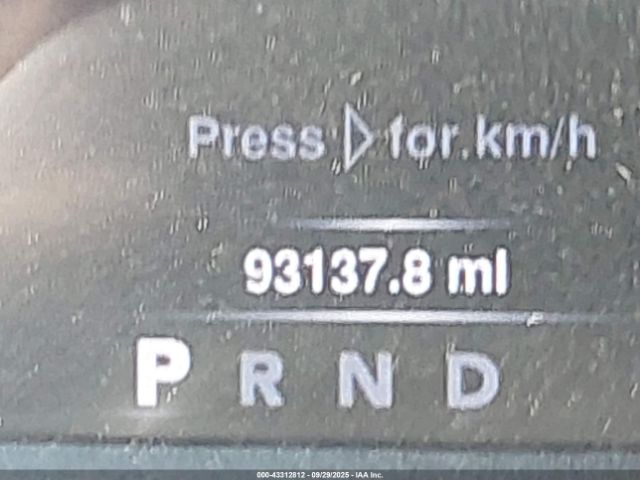 Press ▷ for km/h
93137.8 mi
P R N D
000-43312812 - 09/29/2025 - IAA Inc.